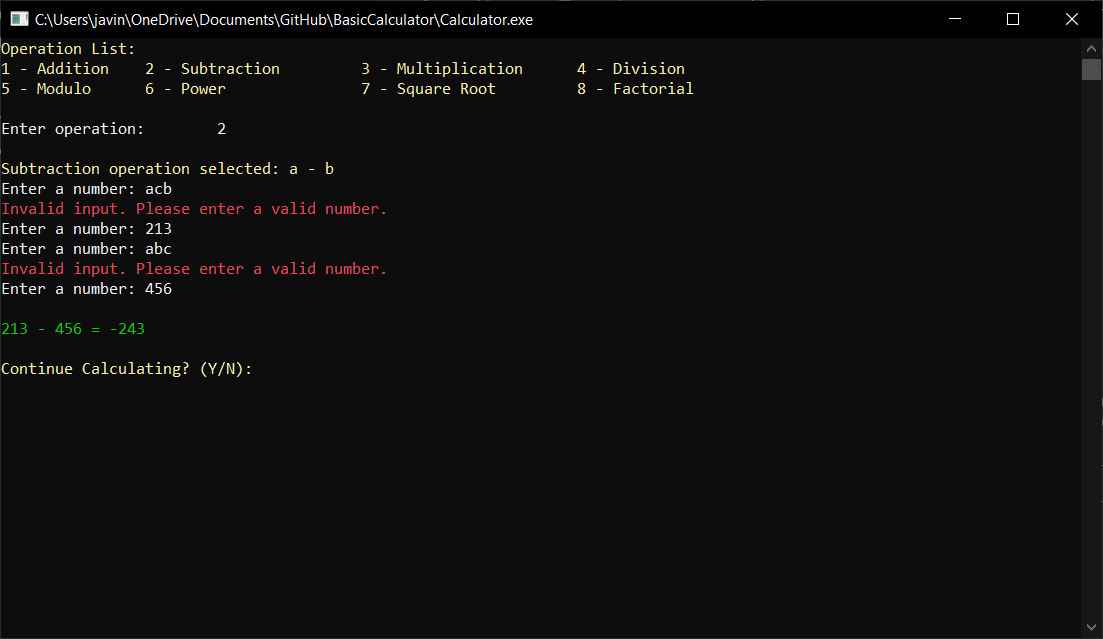 C:\Users\javin\OneDrive\Documents\GitHub\BasicCalculator\Calculator.exe
Operation List:
1 - Addition    2 - Subtraction         3 - Multiplication      4 - Division
5 - Modulo      6 - Power               7 - Square Root         8 - Factorial
Enter operation:        2
Subtraction operation selected: a - b
Enter a number: acb
Invalid input. Please enter a valid number.
Enter a number: 213
Enter a number: abc
Invalid input. Please enter a valid number.
Enter a number: 456
213 - 456 = -243
Continue Calculating? (Y/N):